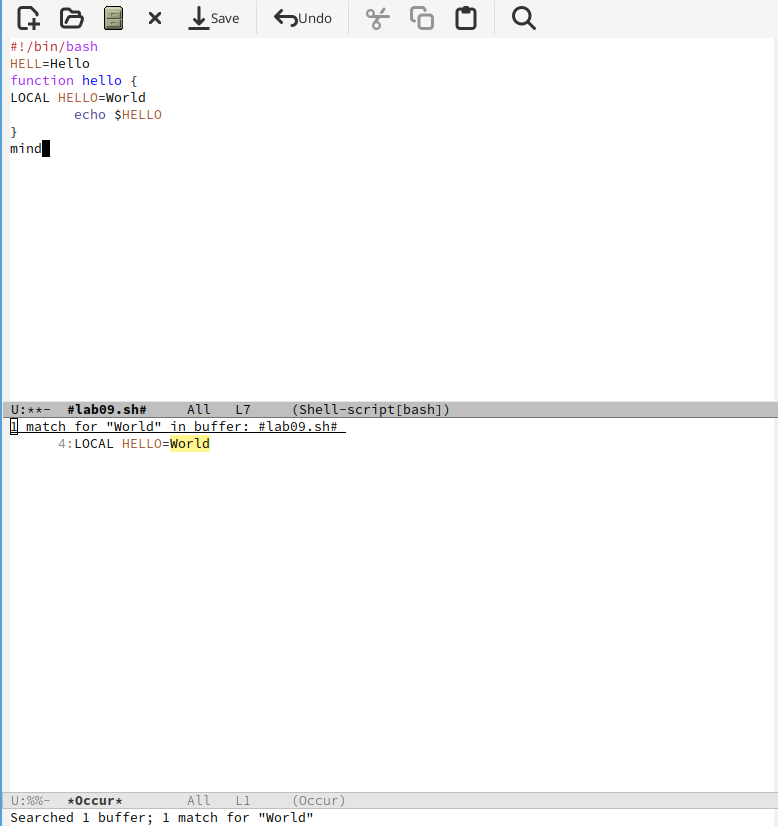 Save Undo
#!/bin/bash
HELL=Hello
function hello {
LOCAL HELLO=World
        echo $HELLO
}
mind
U:**-  #lab09.sh#     All   L7     (Shell-script[bash])
1 match for "World" in buffer: #lab09.sh#
      4:LOCAL HELLO=World
U:%%-  *Occur*        All   L1     (Occur)
Searched 1 buffer; 1 match for "World"